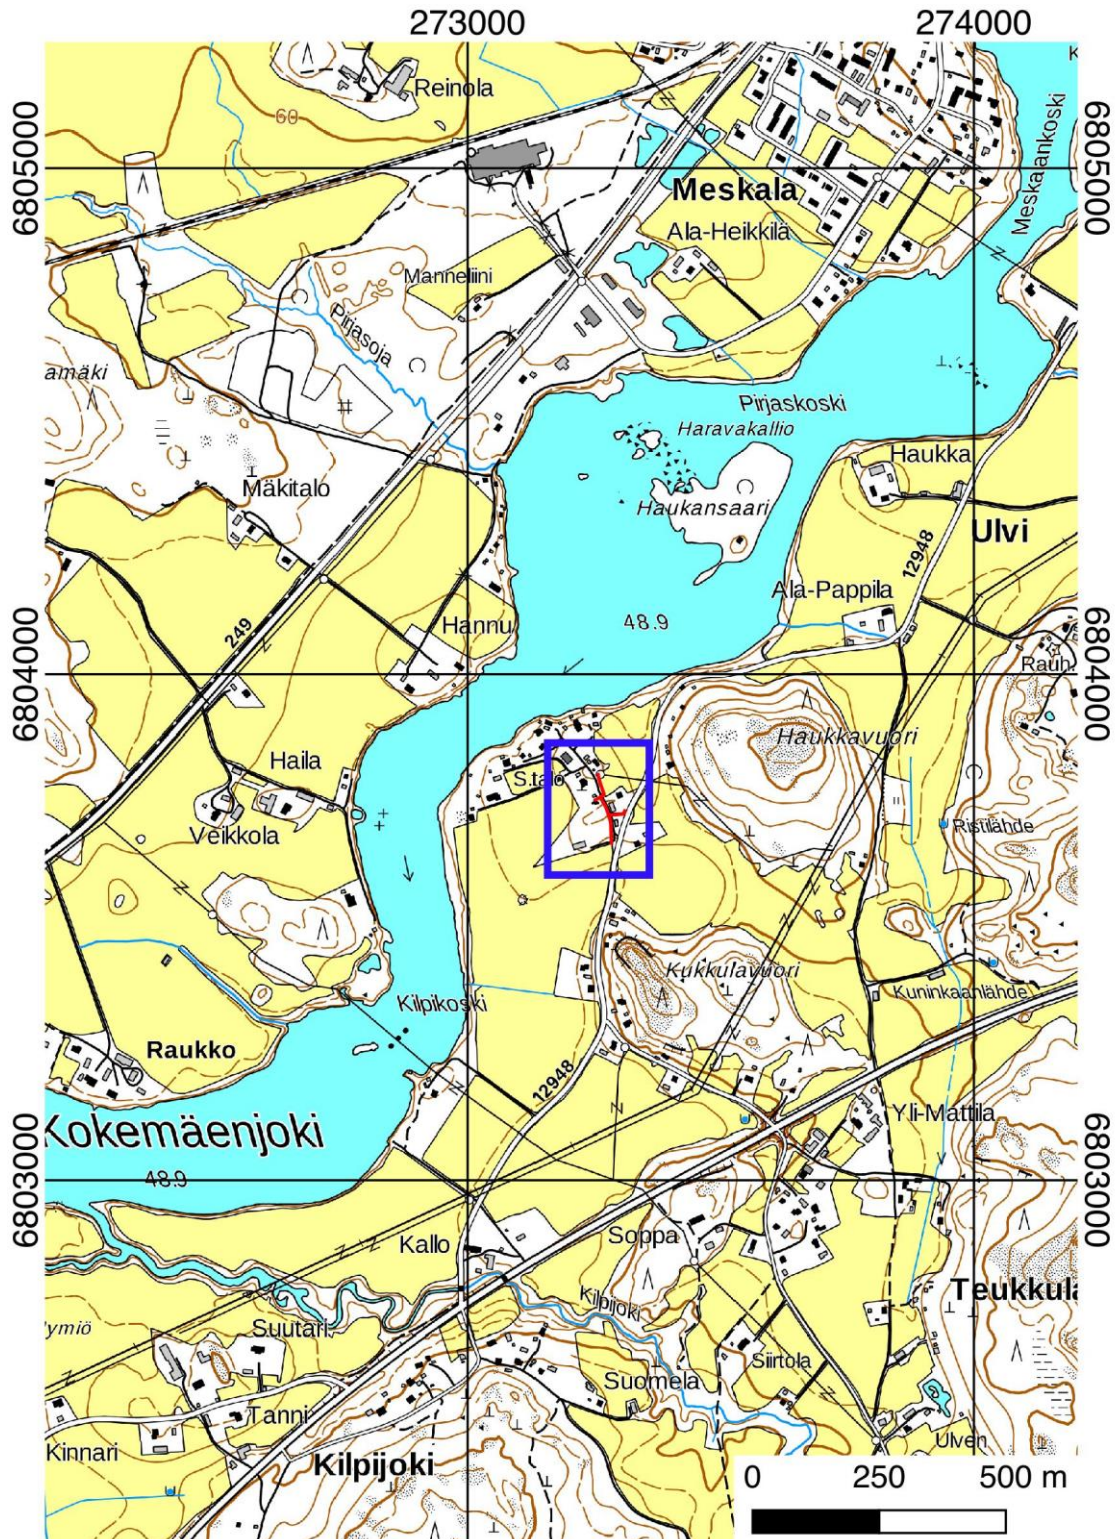 273000
274000
Reinola
60
6805000
6805000
Meskala
Meskalankoski
Ala-Heikkilä
Manneliini
Pirjasoja
amäki
Pirjaskoski
Haravakallio
Haukka
Mäkitalo
Haukansaari
Ulvi
12948
Ala-Pappila
249
Hannu
48.9
6804000
6804000
Rauh.
Haukkavuori
Haila
S.talo
Veikkola
Ristilähde
Kukkulavuori
Kuninkaanlähde
Kilpikoski
Raukko
12948
Yli-Mattila
Kokemäenjoki
48.9
6803000
6803000
Kallo
Soppa
Teukkula
Kilpijoki
ymiö
Suutari
Siirtola
Suomela
Tanni
Kinnari
Ulven
Kilpijoki
0 250 500 m